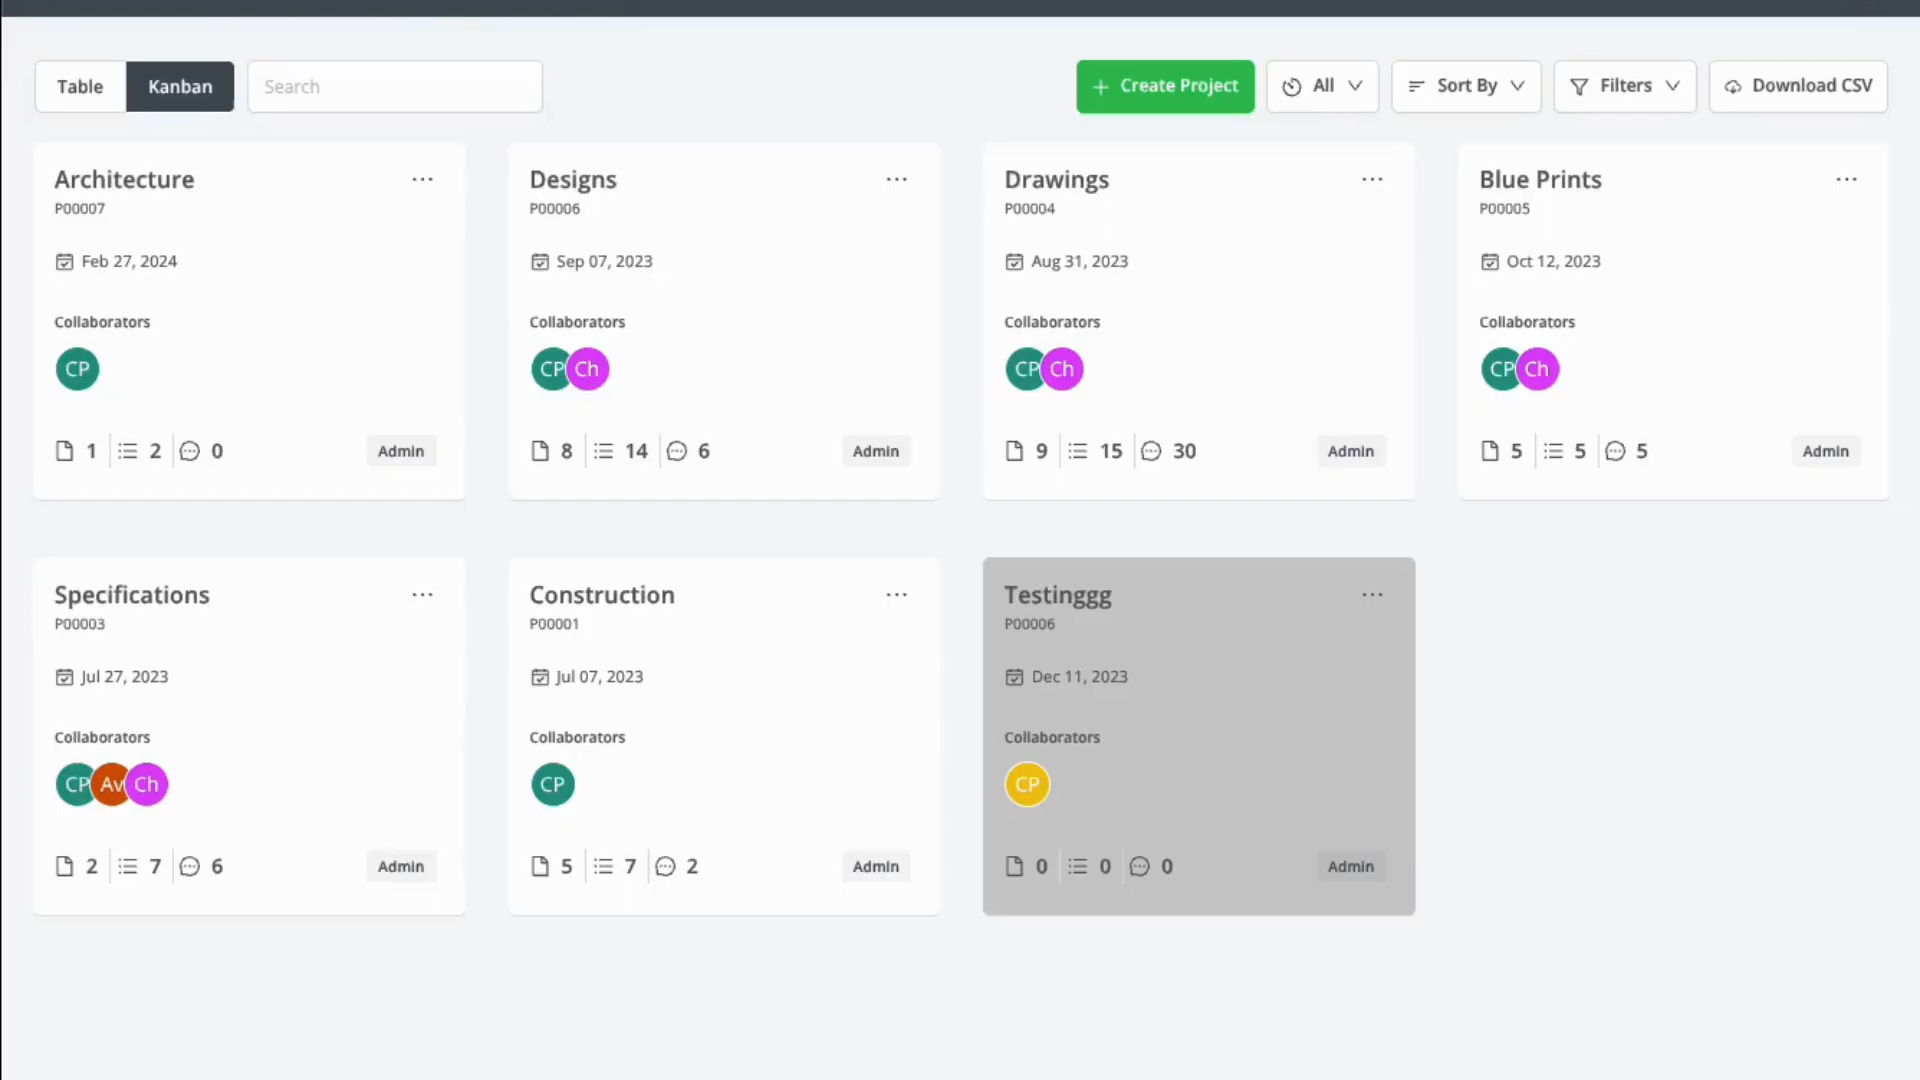 Table Kanban Search Create Project All Sort By Filters Download CSV
Architecture
P00007
Feb 27, 2024
Collaborators
CP
1 2 0 Admin
Designs
P00006
Sep 07, 2023
Collaborators
CP Ch
8 14 6 Admin
Drawings
P00004
Aug 31, 2023
Collaborators
CP Ch
9 15 30 Admin
Blue Prints
P00005
Oct 12, 2023
Collaborators
CP Ch
5 5 5 Admin
Specifications
P00003
Jul 27, 2023
Collaborators
CP Av Ch
2 7 6 Admin
Construction
P00001
Jul 07, 2023
Collaborators
CP
5 7 2 Admin
Testinggg
P00006
Dec 11, 2023
Collaborators
CP
0 0 0 Admin